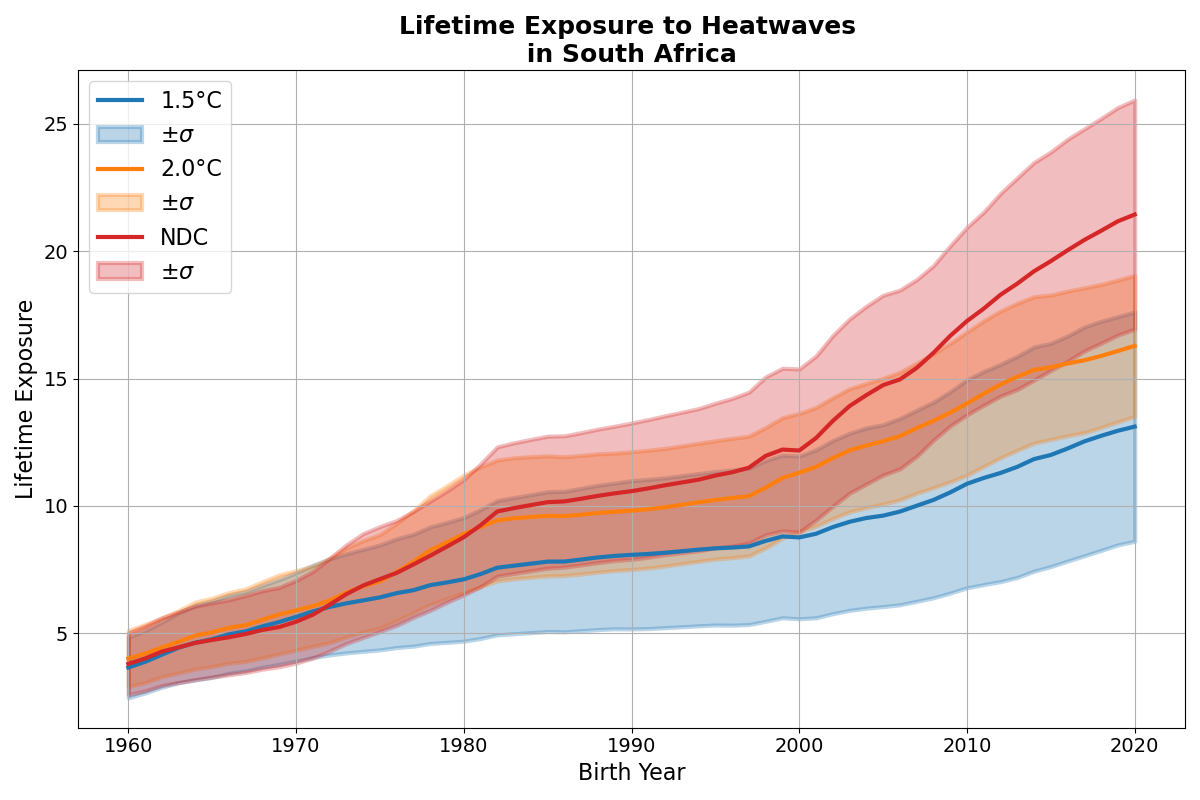 Lifetime Exposure to Heatwaves
in South Africa
1.5°C
±σ
2.0°C
±σ
NDC
±σ
Lifetime Exposure
25
20
15
10
5
1960 1970 1980 1990 2000 2010 2020
Birth Year